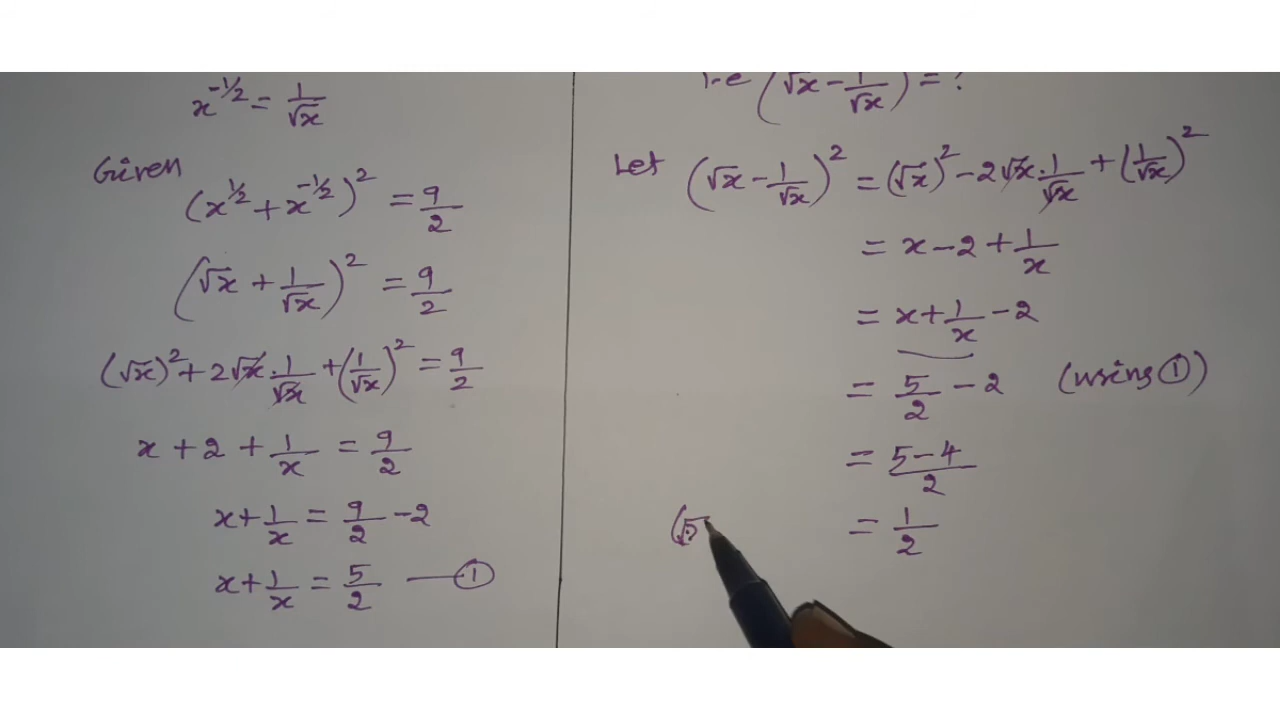 x^{-1/2} = 1/√x
Given
(x^{1/2} + x^{-1/2})^2 = 9/2
(√x + 1/√x)^2 = 9/2
(√x)^2 + 2√x · 1/√x + (1/√x)^2 = 9/2
x + 2 + 1/x = 9/2
x + 1/x = 9/2 - 2
x + 1/x = 5/2 — ①
i.e (√x - 1/√x) = ?
Let (√x - 1/√x)^2 = (√x)^2 - 2√x · 1/√x + (1/√x)^2
= x - 2 + 1/x
= x + 1/x - 2
= 5/2 - 2 (using ①)
= (5-4)/2
= 1/2
(√